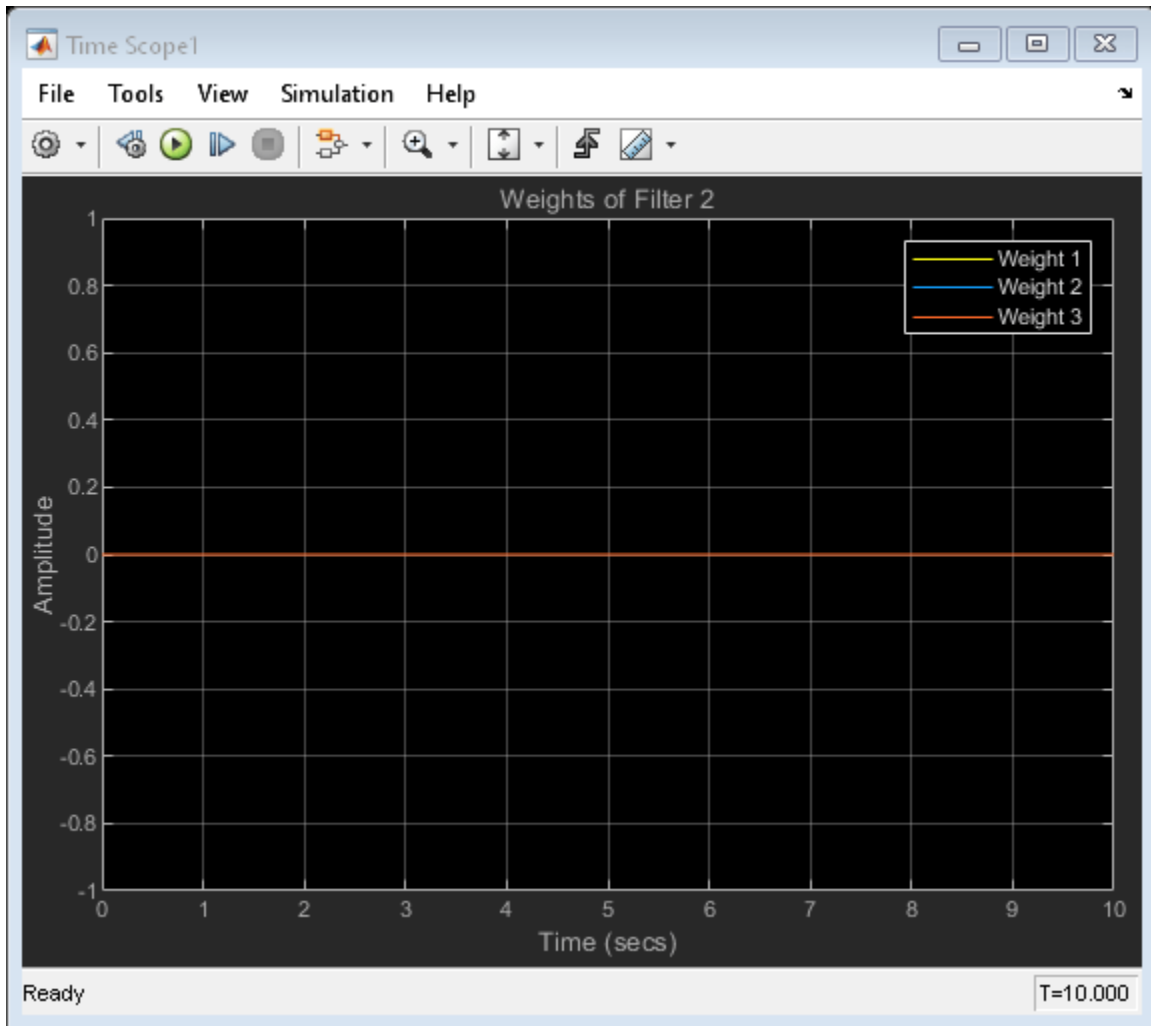 Time Scope1
File Tools View Simulation Help
Weights of Filter 2
Weight 1
Weight 2
Weight 3
1
0.8
0.6
0.4
0.2
0
-0.2
-0.4
-0.6
-0.8
-1
Amplitude
0 1 2 3 4 5 6 7 8 9 10
Time (secs)
Ready T=10.000